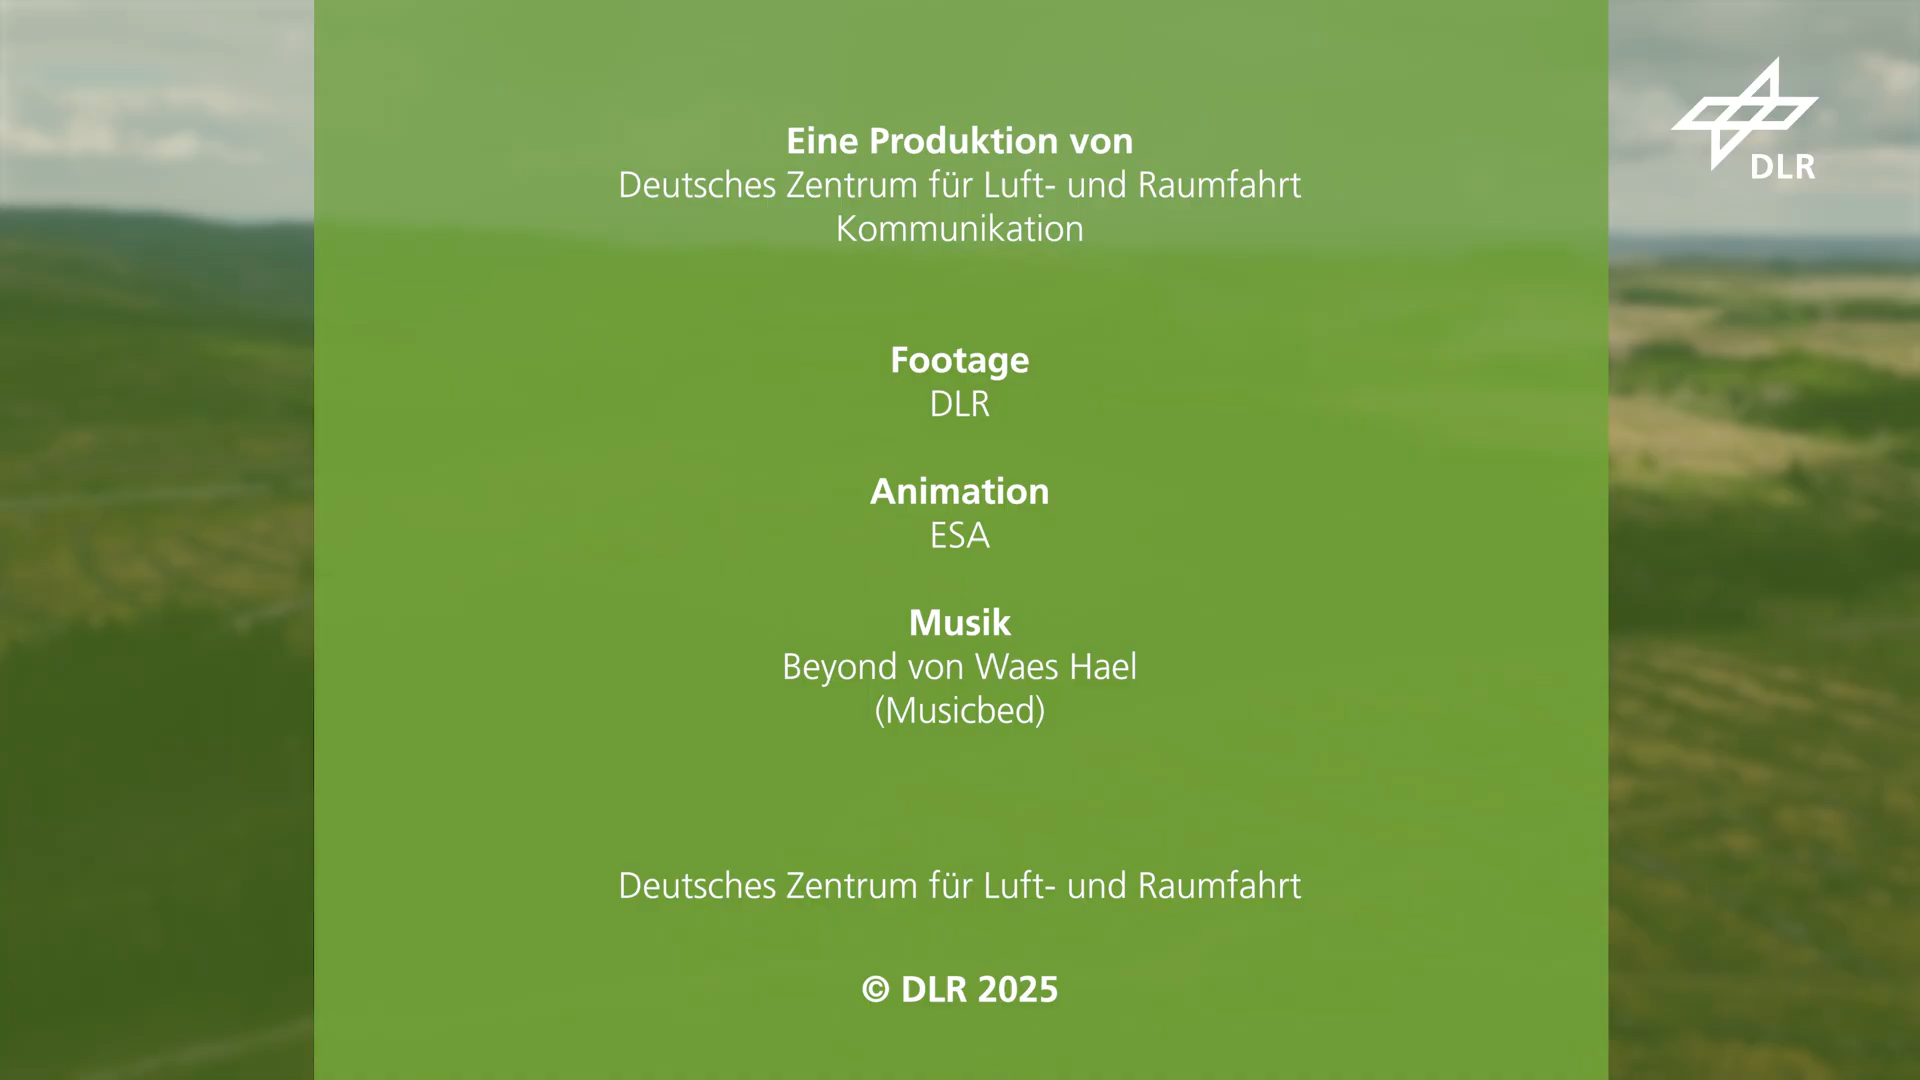 Eine Produktion von
Deutsches Zentrum für Luft- und Raumfahrt
Kommunikation
Footage
DLR
Animation
ESA
Musik
Beyond von Waes Hael
(Musicbed)
Deutsches Zentrum für Luft- und Raumfahrt
© DLR 2025
DLR